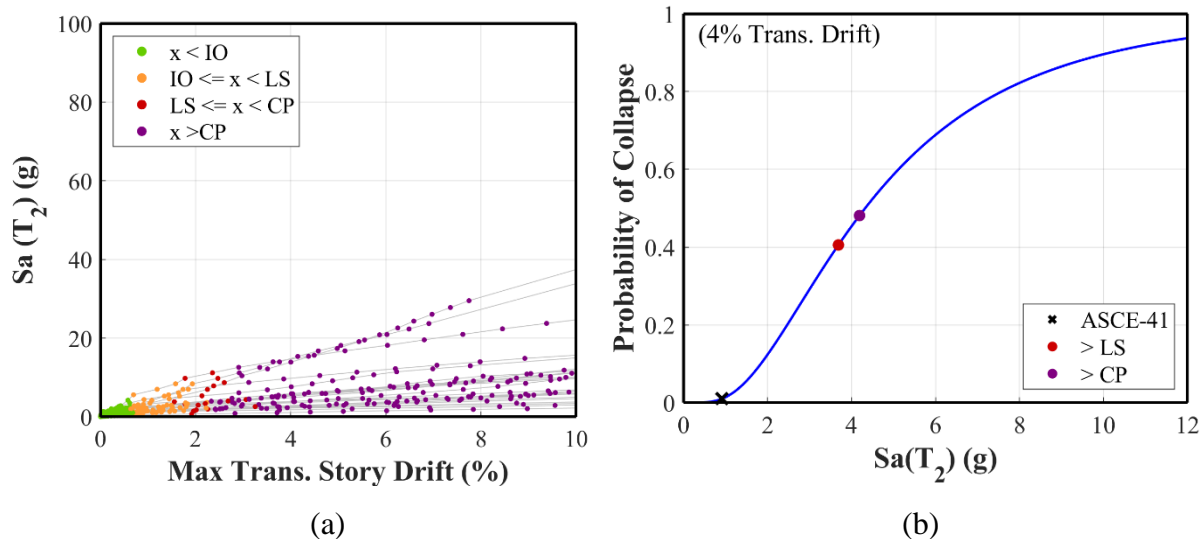 100
80
60
40
20
0
Sa (T2) (g)
x < IO
IO <= x < LS
LS <= x < CP
x >CP
0 2 4 6 8 10
Max Trans. Story Drift (%)
(a)
1
0.8
0.6
0.4
0.2
0
Probability of Collapse
(4% Trans. Drift)
ASCE-41
> LS
> CP
0 2 4 6 8 10 12
Sa(T2) (g)
(b)